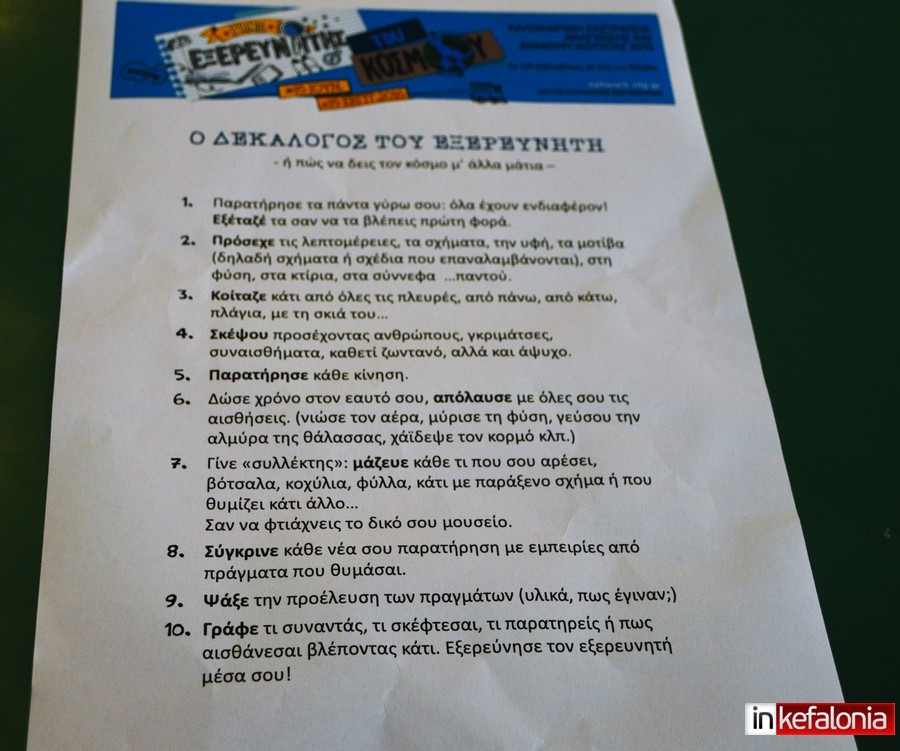 ΕΞΕΡΕΥΝΗΤΗΣ
ΤΟΥ
ΚΟΣΜΟΥ
Ο ΔΕΚΑΛΟΓΟΣ ΤΟΥ ΕΞΕΡΕΥΝΗΤΗ
- ή πώς να δεις τον κόσμο μ’ άλλα μάτια –
1. Παρατήρησε τα πάντα γύρω σου: όλα έχουν ενδιαφέρον!
Εξέταζέ τα σαν να τα βλέπεις πρώτη φορά.
2. Πρόσεχε τις λεπτομέρειες, τα σχήματα, την υφή, τα μοτίβα
(δηλαδή σχήματα ή σχέδια που επαναλαμβάνονται), στη
φύση, στα κτίρια, στα σύννεφα ...παντού.
3. Κοίταζε κάτι από όλες τις πλευρές, από πάνω, από κάτω,
πλάγια, με τη σκιά του...
4. Σκέψου προσέχοντας ανθρώπους, γκριμάτσες,
συναισθήματα, καθετί ζωντανό, αλλά και άψυχο.
5. Παρατήρησε κάθε κίνηση.
6. Δώσε χρόνο στον εαυτό σου, απόλαυσε με όλες σου τις
αισθήσεις. (νιώσε τον αέρα, μύρισε τη φύση, γεύσου την
αλμύρα της θάλασσας, χάϊδεψε τον κορμό κλπ.)
7. Γίνε «συλλέκτης»: μάζευε κάθε τι που σου αρέσει,
βότσαλα, κοχύλια, φύλλα, κάτι με παράξενο σχήμα ή που
θυμίζει κάτι άλλο...
Σαν να φτιάχνεις το δικό σου μουσείο.
8. Σύγκρινε κάθε νέα σου παρατήρηση με εμπειρίες από
πράγματα που θυμάσαι.
9. Ψάξε την προέλευση των πραγμάτων (υλικά, πως έγιναν;)
10. Γράφε τι συναντάς, τι σκέφτεσαι, τι παρατηρείς ή πως
αισθάνεσαι βλέποντας κάτι. Εξερεύνησε τον εξερευνητή
μέσα σου!
inkefalonia